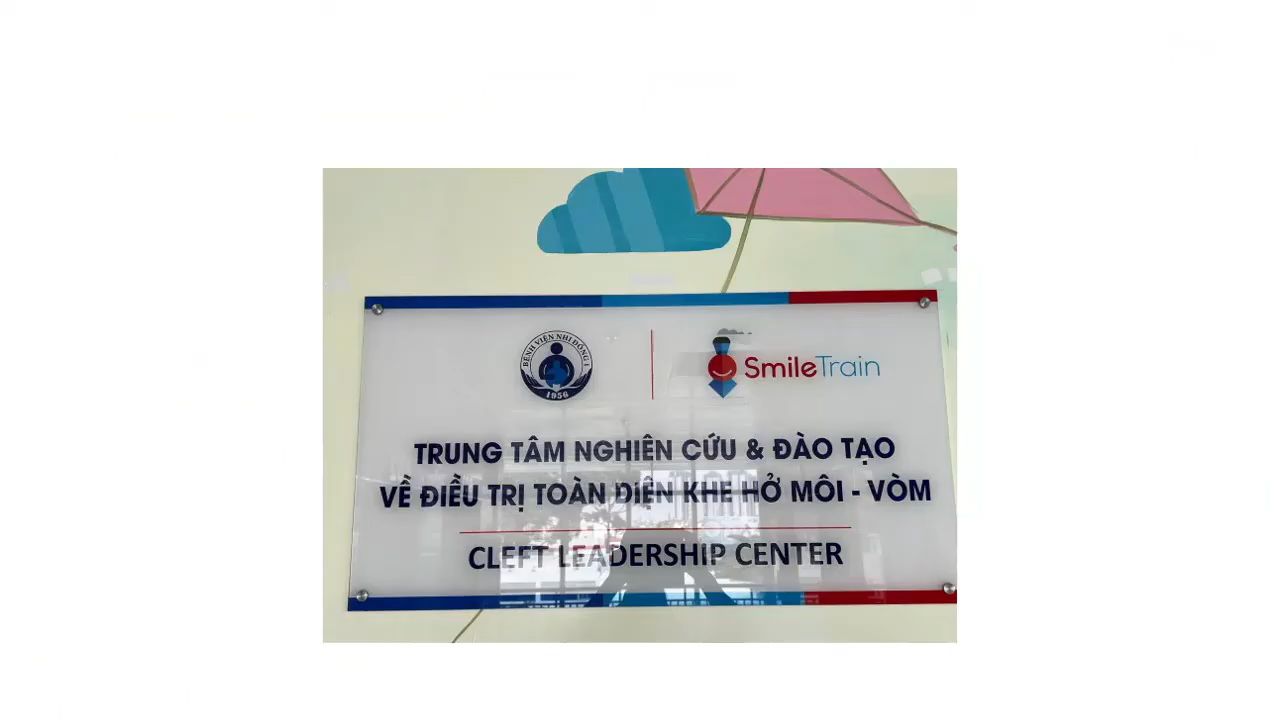 BỆNH VIỆN NHI ĐỒNG 1
1956
SmileTrain
TRUNG TÂM NGHIÊN CỨU & ĐÀO TẠO
VỀ ĐIỀU TRỊ TOÀN DIỆN KHE HỞ MÔI - VÒM
CLEFT LEADERSHIP CENTER